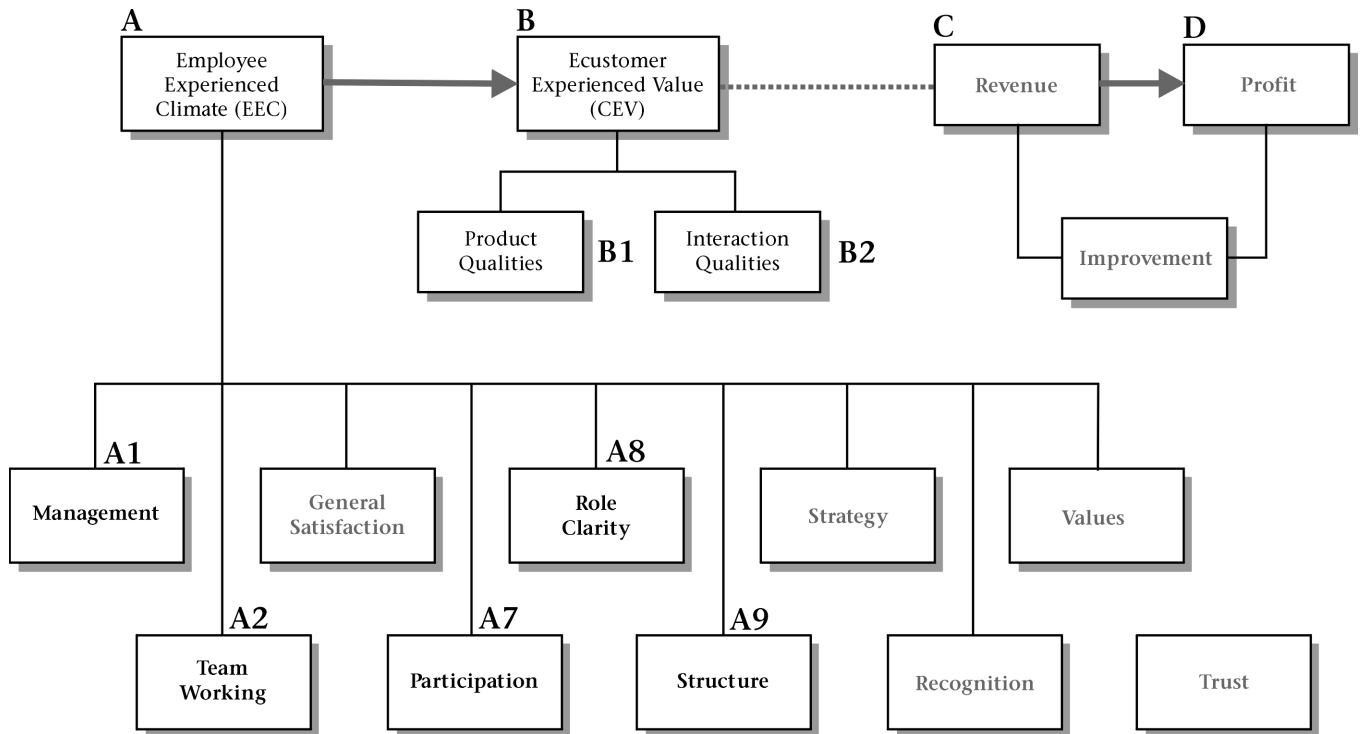 A
B
C
D
Employee
Experienced
Climate (EEC)
Ecustomer
Experienced Value
(CEV)
Revenue
Profit
Product
Qualities
B1
Interaction
Qualities
B2
Improvement
A1
Management
General
Satisfaction
A8
Role
Clarity
Strategy
Values
A2
Team
Working
A7
Participation
A9
Structure
Recognition
Trust